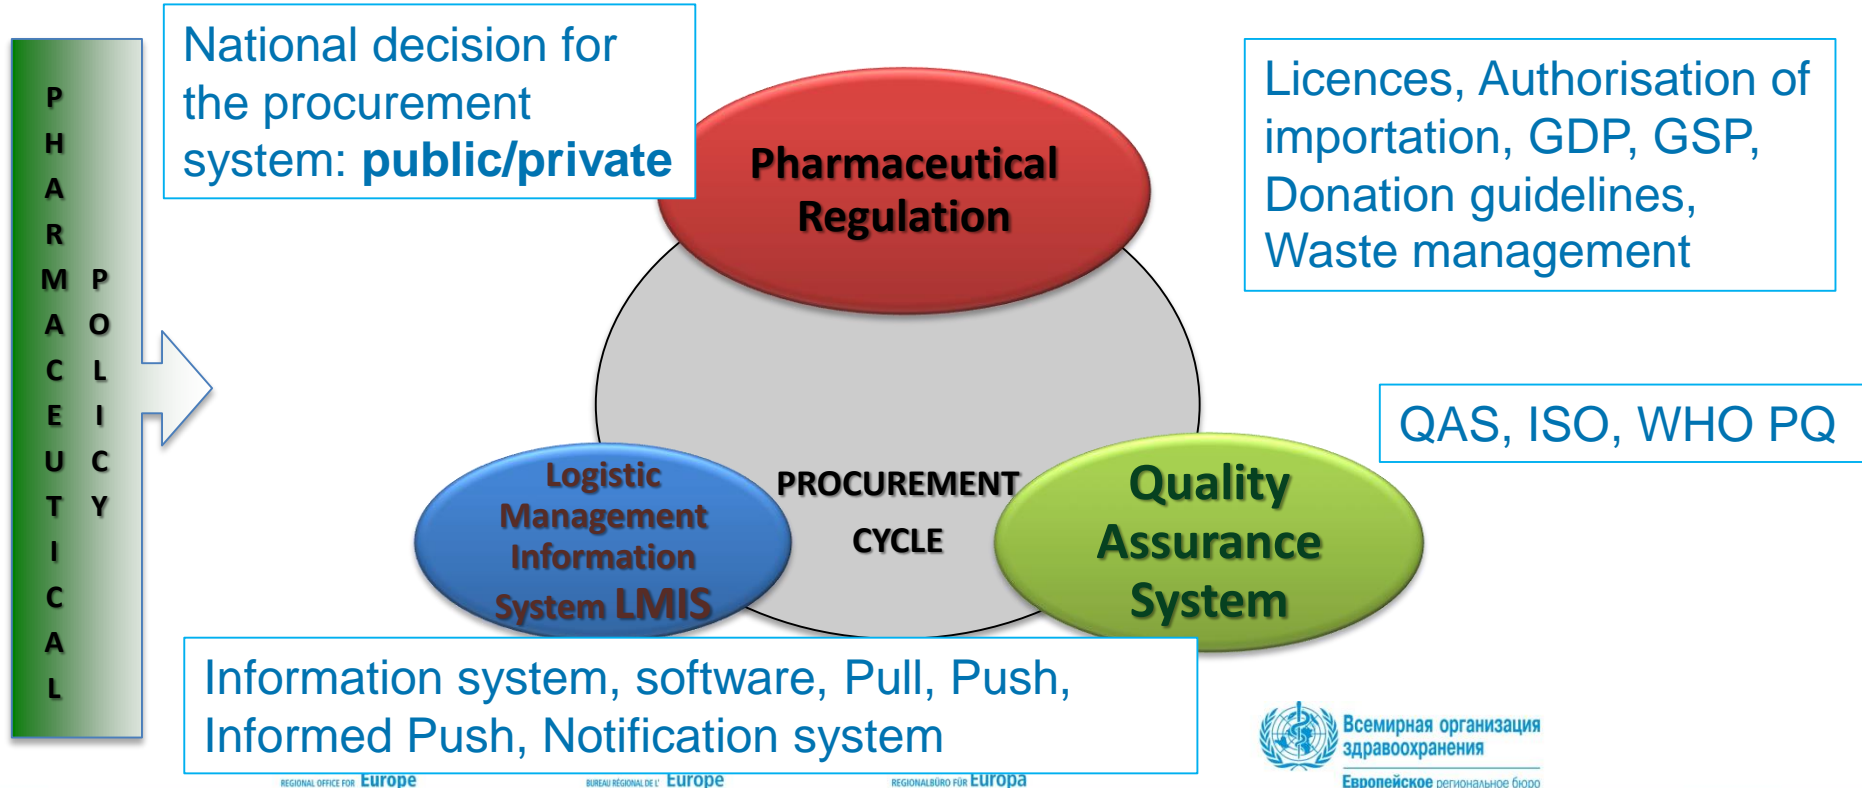 PHARMACEUTICAL
POLICY
National decision for
the procurement
system: public/private
Pharmaceutical
Regulation
Licences, Authorisation of
importation, GDP, GSP,
Donation guidelines,
Waste management
QAS, ISO, WHO PQ
Logistic
Management
Information
System LMIS
PROCUREMENT
CYCLE
Quality
Assurance
System
Information system, software, Pull, Push,
Informed Push, Notification system
REGIONAL OFFICE FOR Europe
BUREAU RÉGIONAL DE L' Europe
REGIONALBÜRO FÜR Europa
Всемирная организация
здравоохранения
Европейское региональное бюро